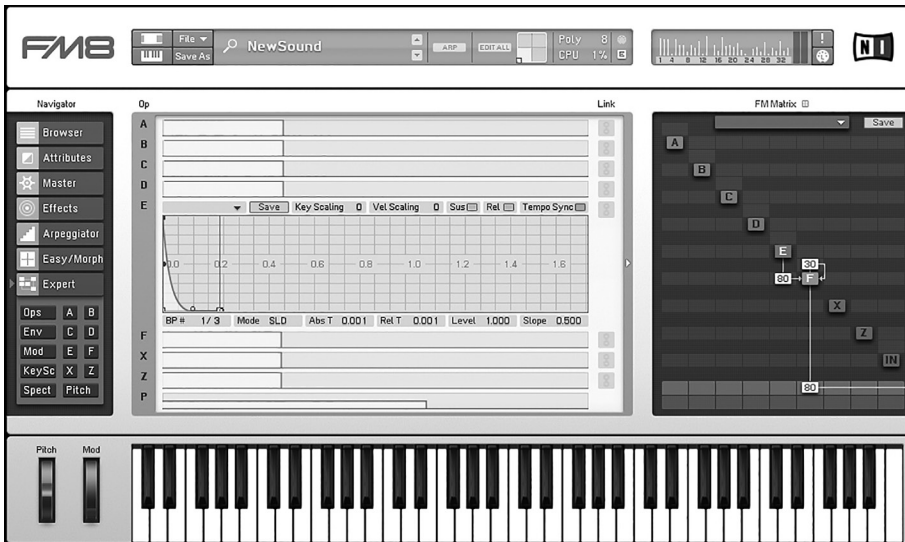 FM8
File
Save As
NewSound
ARP
EDIT ALL
Poly 8
CPU 1%
!
1 4 8 12 16 20 24 28 32
NI
Navigator
Browser
Attributes
Master
Effects
Arpeggiator
Easy/Morph
Expert
Ops A B
Env C D
Mod E F
KeySc X Z
Spect Pitch
Op
Link
A
B
C
D
E
Save Key Scaling 0 Vel Scaling 0 Sus Rel Tempo Sync
0.0 0.2 0.4 0.6 0.8 1.0 1.2 1.4 1.6
BP# 1/ 3 Mode SLD Abs T 0.001 Rel T 0.001 Level 1.000 Slope 0.500
F
X
Z
P
FM Matrix
Save
A
B
C
D
E
30
80 F
X
Z
IN
80
Pitch Mod